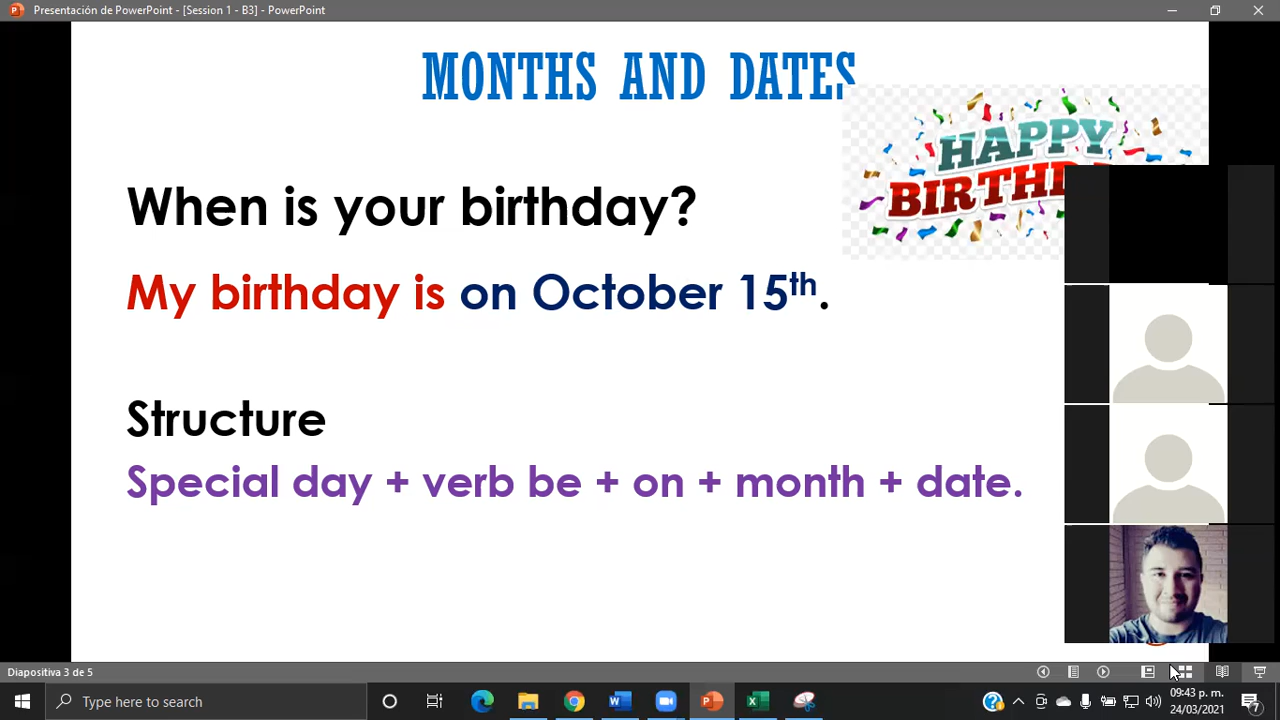 Presentación de PowerPoint - [Session 1 - B3] - PowerPoint
MONTHS AND DATES
HAPPY
When is your birthday?
My birthday is on October 15th.
Structure
Special day + verb be + on + month + date.
Diapositiva 3 de 5
Type here to search
09:43 p. m.
24/03/2021
7